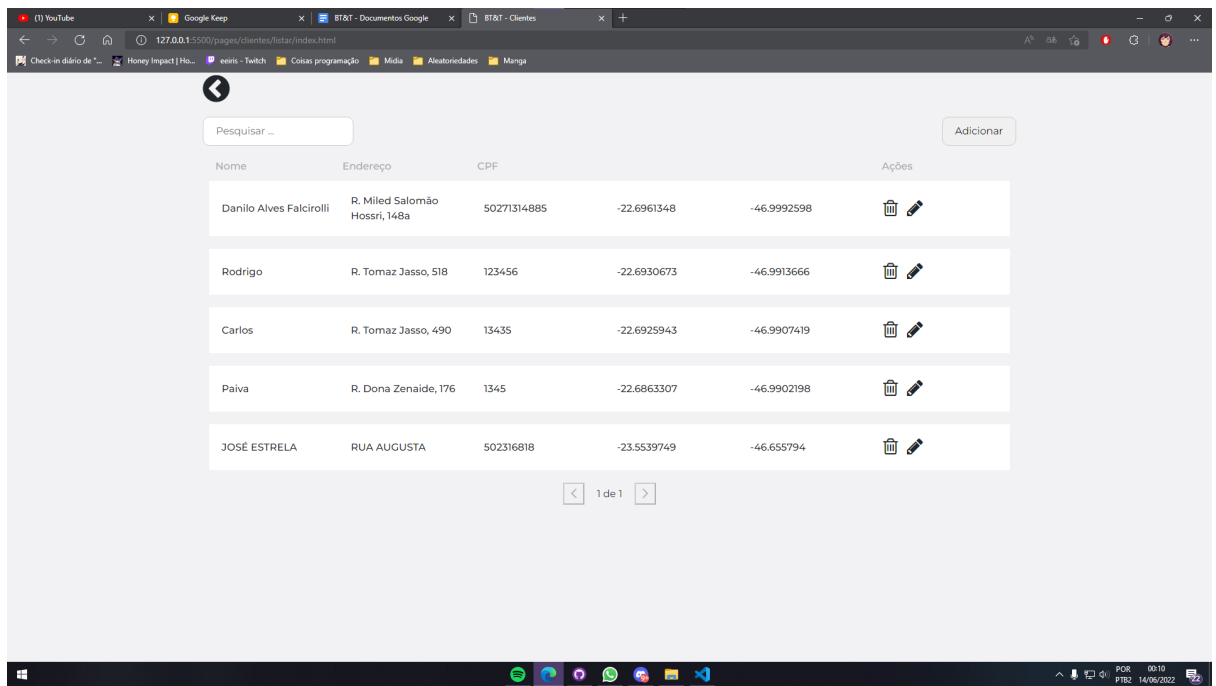 (1) YouTube
Google Keep
BT&T - Documentos Google
BT&T - Clientes
127.0.0.1:5500/pages/clientes/listar/index.html
Check-in diário de "...
Honey Impact | Ho...
eeiris - Twitch
Coisas programação
Midia
Aleatoriedades
Manga
Pesquisar ...
Adicionar
Nome Endereço CPF Ações
Danilo Alves Falcirolli R. Miled Salomão
Hossri, 148a 50271314885 -22.6961348 -46.9992598
Rodrigo R. Tomaz Jasso, 518 123456 -22.6930673 -46.9913666
Carlos R. Tomaz Jasso, 490 13435 -22.6925943 -46.9907419
Paiva R. Dona Zenaide, 176 1345 -22.6863307 -46.9902198
JOSÉ ESTRELA RUA AUGUSTA 502316818 -23.5539749 -46.655794
1 de 1
POR 00:10
PTB2 14/06/2022